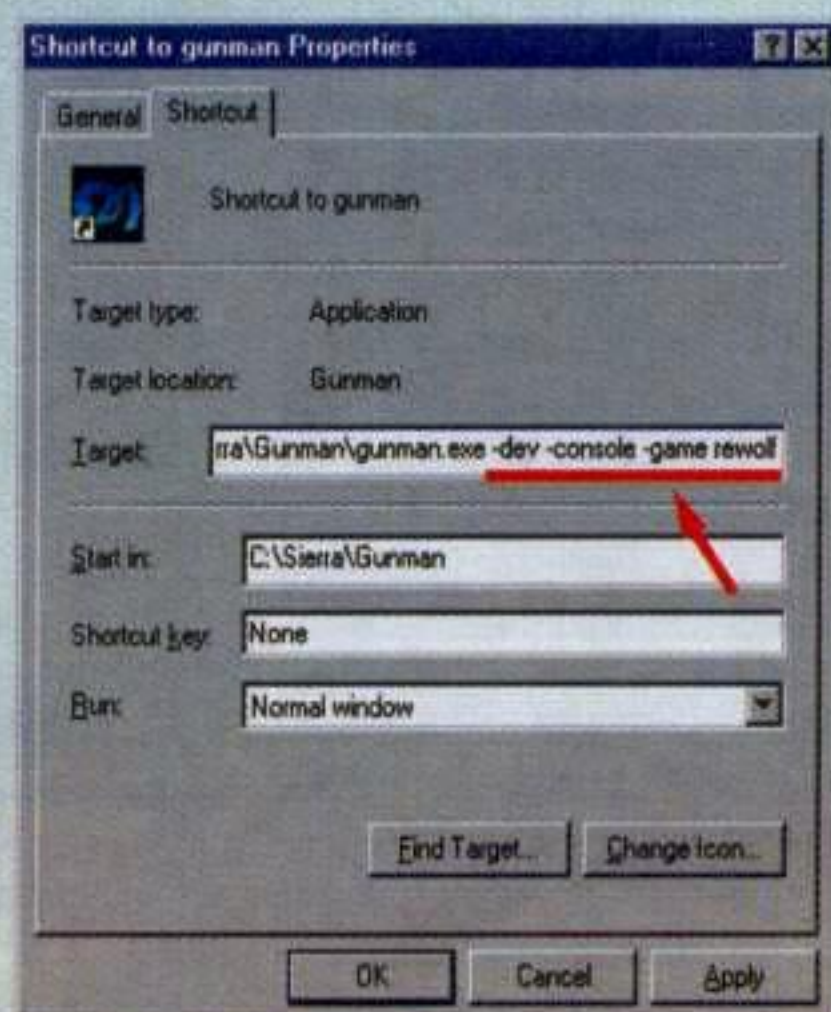 Shortcut to gunman Properties
General Shortcut
Shortcut to gunman
Target type: Application
Target location: Gunman
Target: rra\Gunman\gunman.exe -dev -console -game rewolf
Start in: C:\Sierra\Gunman
Shortcut key: None
Run: Normal window
Find Target... Change Icon...
OK Cancel Apply